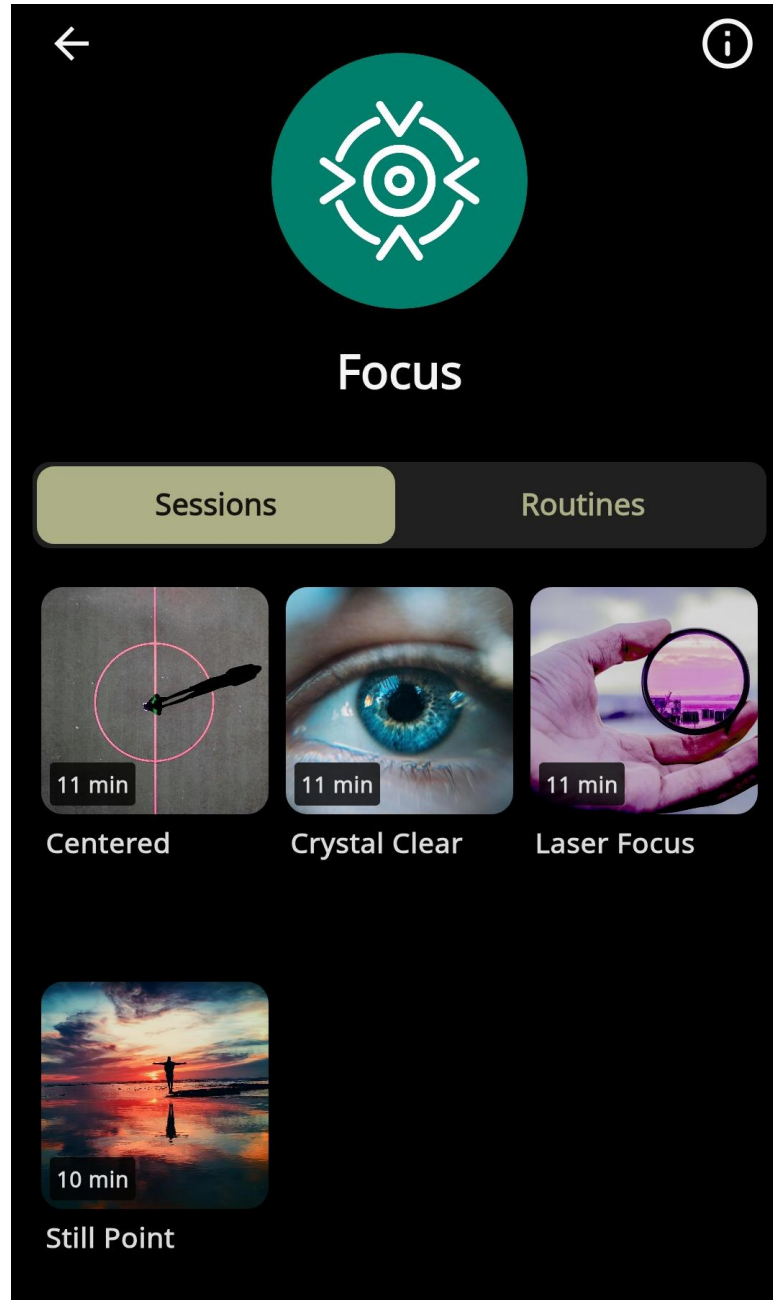 Focus
Sessions Routines
11 min 11 min 11 min
Centered Crystal Clear Laser Focus
10 min
Still Point